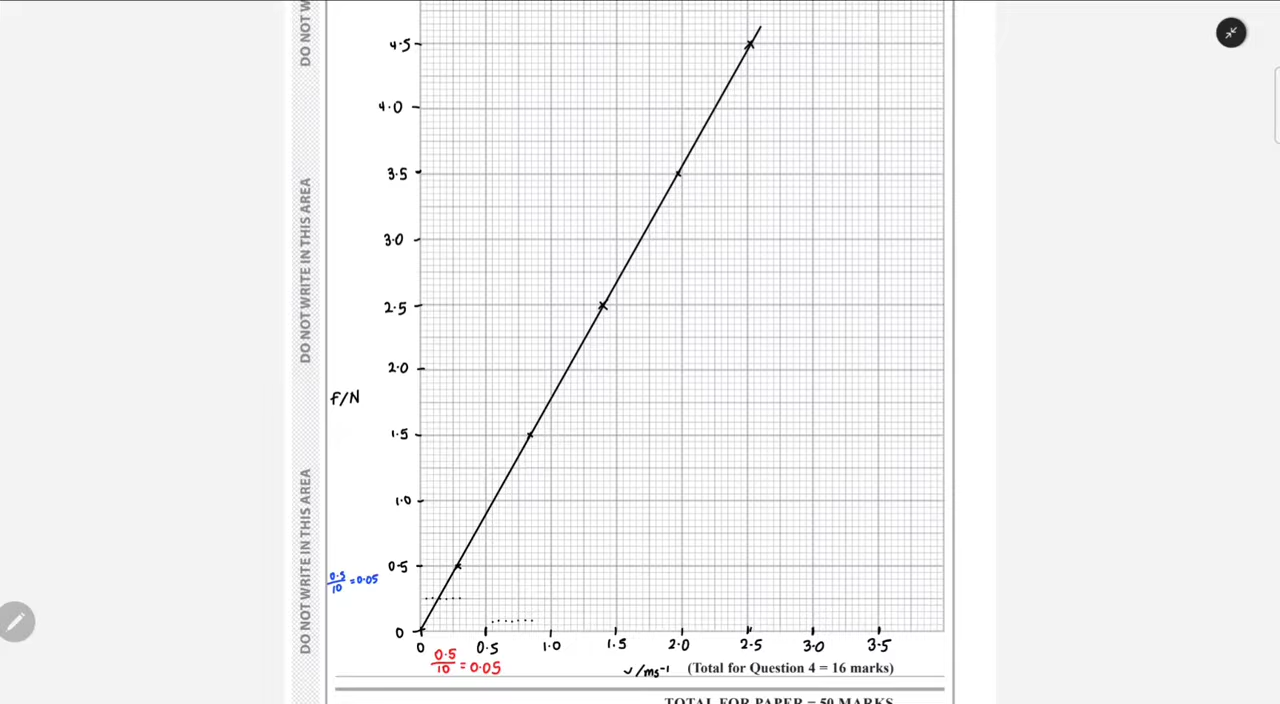 DO NOT W
DO NOT WRITE IN THIS AREA
DO NOT WRITE IN THIS AREA
4.5
4.0
3.5
3.0
2.5
2.0
F/N
1.5
1.0
0.5
0.5/10 = 0.05
0
0 0.5 1.0 1.5 2.0 2.5 3.0 3.5
0.5/10 = 0.05
v/ms⁻¹ (Total for Question 4 = 16 marks)
TOTAL FOR PAPER = 50 MARKS